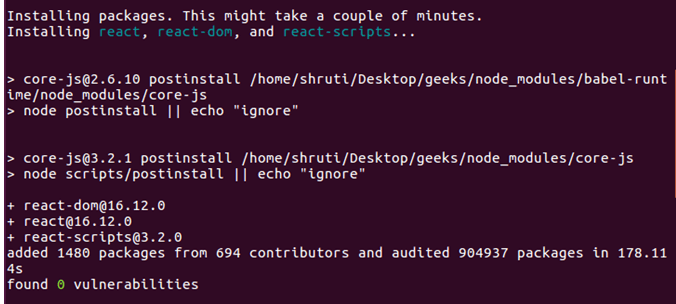 Installing packages. This might take a couple of minutes.
Installing react, react-dom, and react-scripts...
> core-js@2.6.10 postinstall /home/shruti/Desktop/geeks/node_modules/babel-runt
ime/node_modules/core-js
> node postinstall || echo "ignore"
> core-js@3.2.1 postinstall /home/shruti/Desktop/geeks/node_modules/core-js
> node scripts/postinstall || echo "ignore"
+ react-dom@16.12.0
+ react@16.12.0
+ react-scripts@3.2.0
added 1480 packages from 694 contributors and audited 904937 packages in 178.11
4s
found 0 vulnerabilities